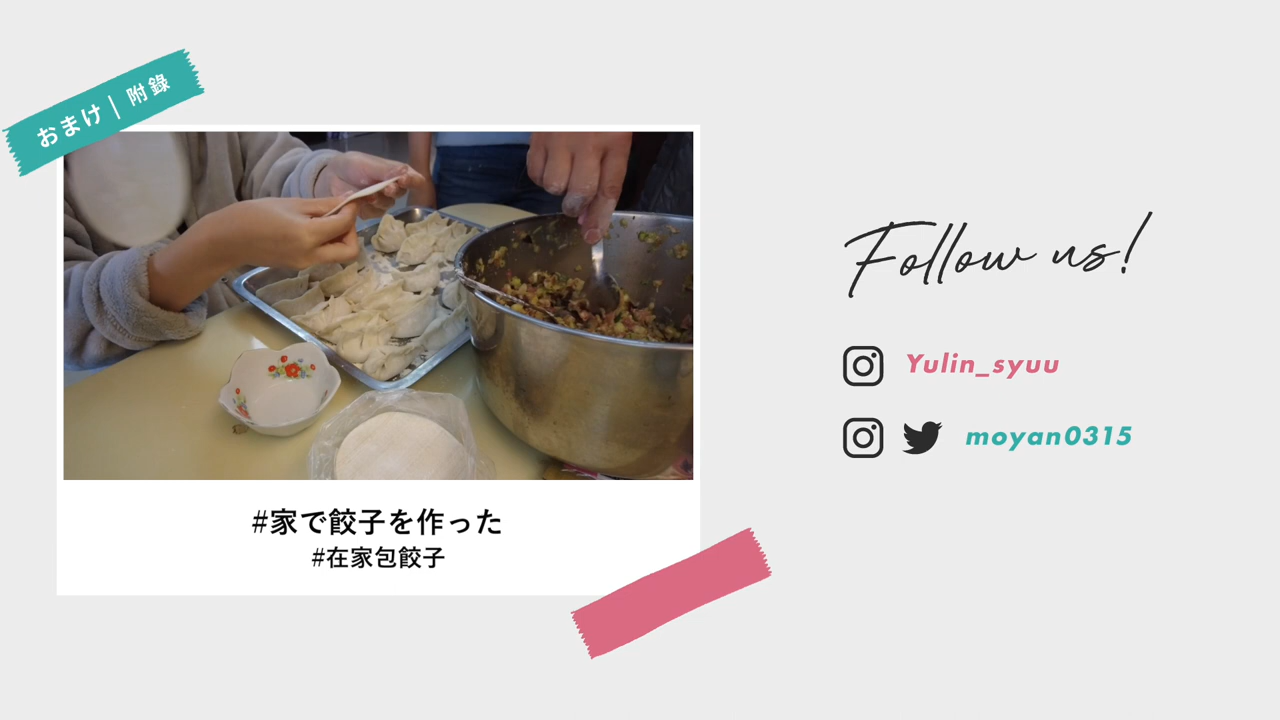 おまけ | 附錄
#家で餃子を作った
#在家包餃子
Follow us!
Yulin_syuu
moyan0315